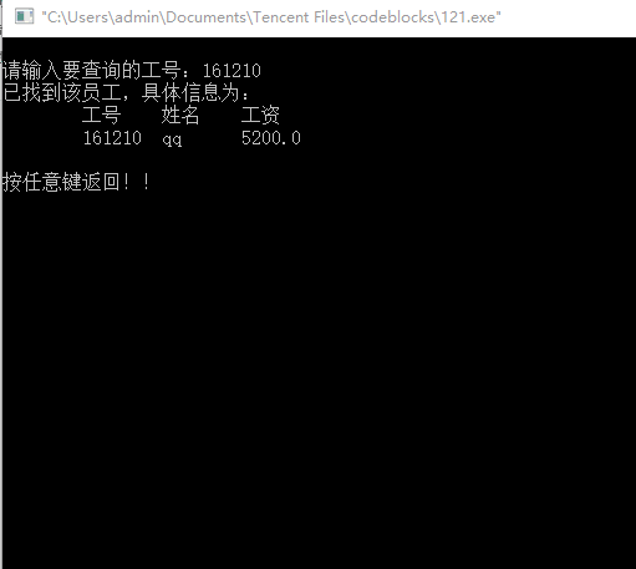 "C:\Users\admin\Documents\Tencent Files\codeblocks\121.exe"
请输入要查询的工号：161210
已找到该员工，具体信息为：
工号 姓名 工资
161210 qq 5200.0
按任意键返回！！